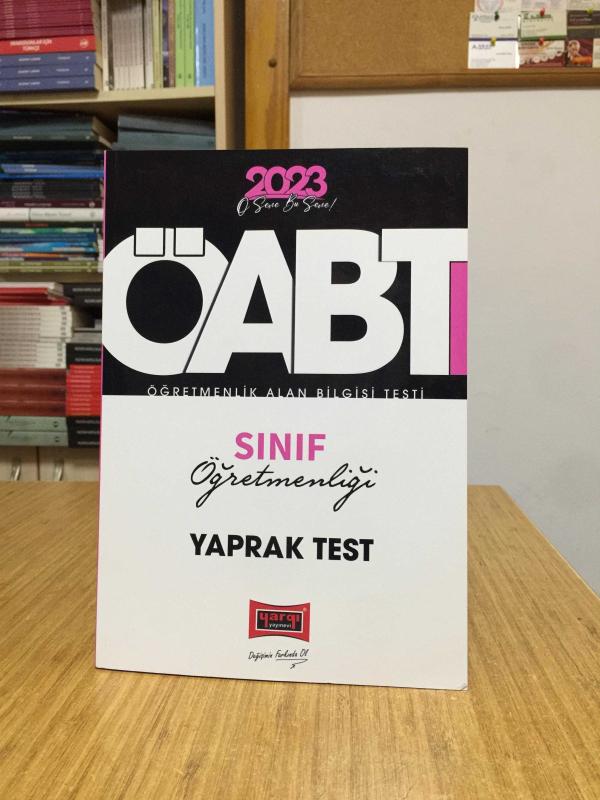 2023
O Sene Bu Sene!
ÖABT
ÖĞRETMENLİK ALAN BİLGİSİ TESTİ
SINIF
Öğretmenliği
YAPRAK TEST
yargı
yayınevi
Değişimin Farkında Ol